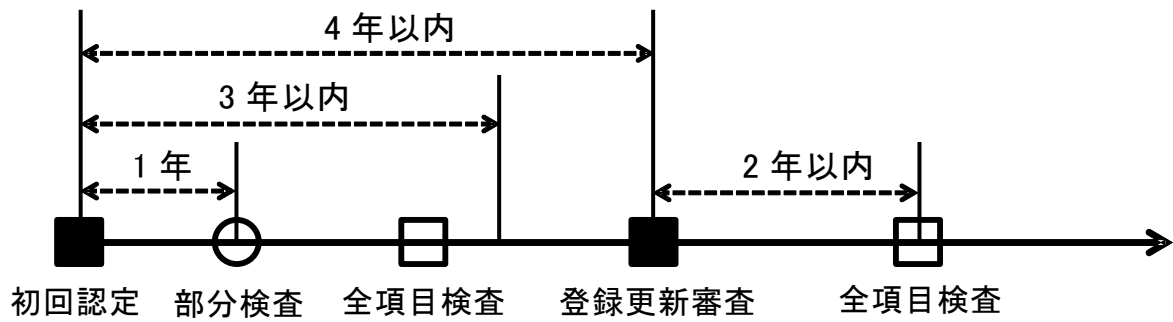 4年以内
3年以内
1年
2年以内
初回認定 部分検査 全項目検査 登録更新審査 全項目検査